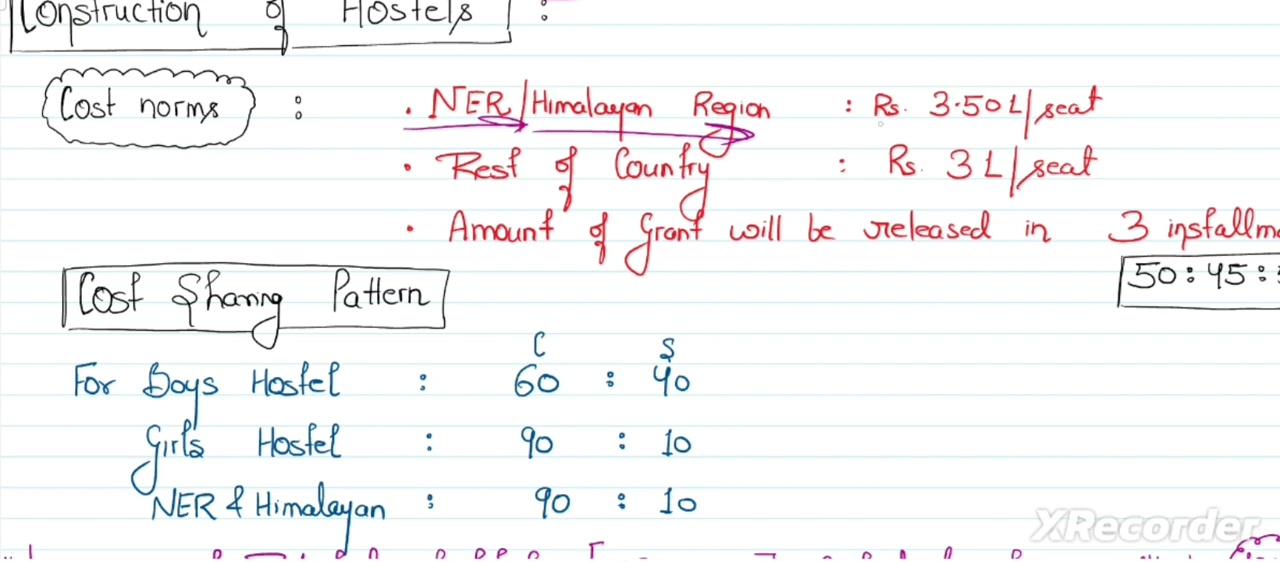 Construction of Hostels :
Cost norms : . NER/Himalayan Region : Rs. 3.50 L/seat
. Rest of Country : Rs. 3 L/seat
. Amount of Grant will be released in 3
50 : 45 :
Cost Sharing Pattern
C S
For Boys Hostel : 60 : 40
Girls Hostel : 90 : 10
NER & Himalayan : 90 : 10
XRecorder